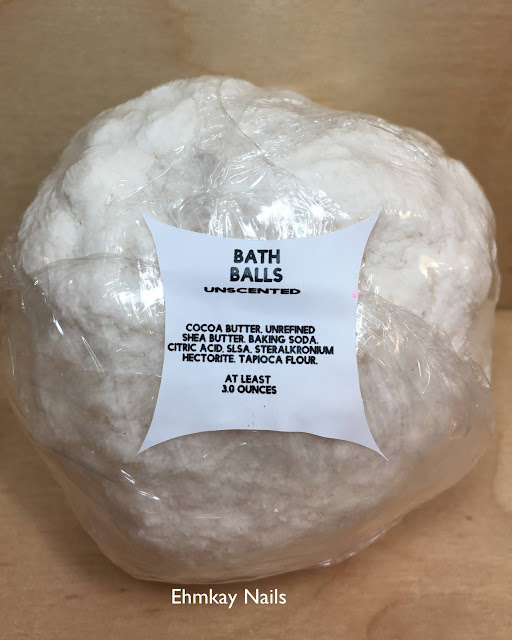 BATH
BALLS
UNSCENTED
COCOA BUTTER, UNREFINED
SHEA BUTTER, BAKING SODA,
CITRIC ACID, SLSA, STERALKRONIUM
HECTORITE, TAPIOCA FLOUR.
AT LEAST
3.0 OUNCES
Ehmkay Nails